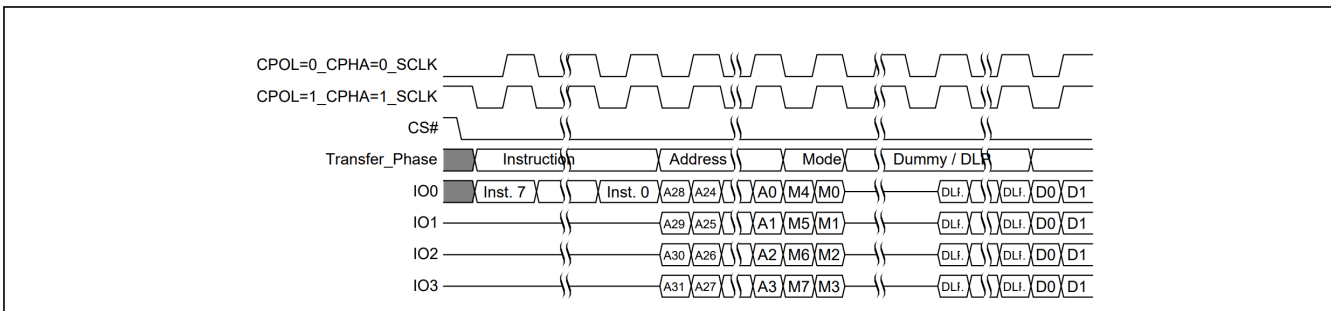 CPOL=0_CPHA=0_SCLK
CPOL=1_CPHA=1_SCLK
CS#
Transfer_Phase Instruction Address Mode Dummy / DLP
IO0 Inst. 7 Inst. 0 A28 A24 A0 M4 M0 DLP. DLP. D0 D1
IO1 A29 A25 A1 M5 M1 DLP. DLP. D0 D1
IO2 A30 A26 A2 M6 M2 DLP. DLP. D0 D1
IO3 A31 A27 A3 M7 M3 DLP. DLP. D0 D1